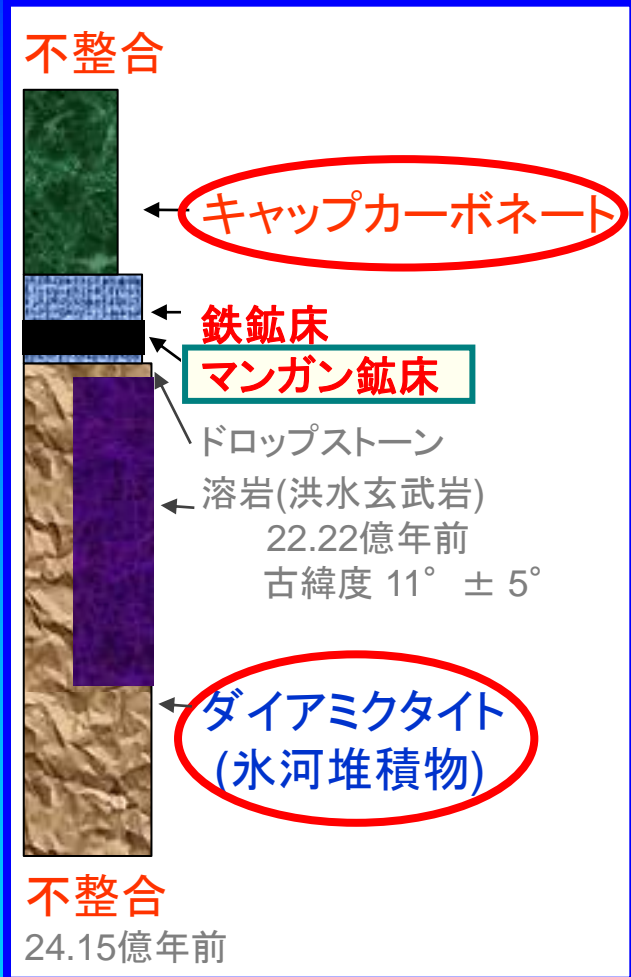 不整合
キャップカーボネート
鉄鉱床
マンガン鉱床
ドロップストーン
溶岩(洪水玄武岩)
22.22億年前
古緯度 11° ± 5°
ダイアミクタイト
(氷河堆積物)
不整合
24.15億年前